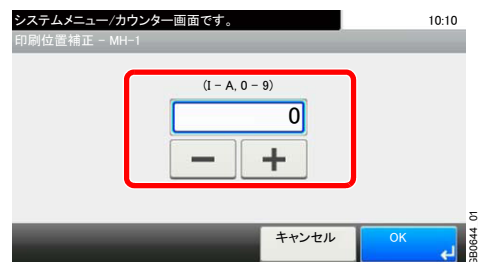 システムメニュー/カウンター画面です。 10:10
印刷位置補正 - MH-1
(I - A, 0 - 9)
0
− +
キャンセル OK
GB0644 01